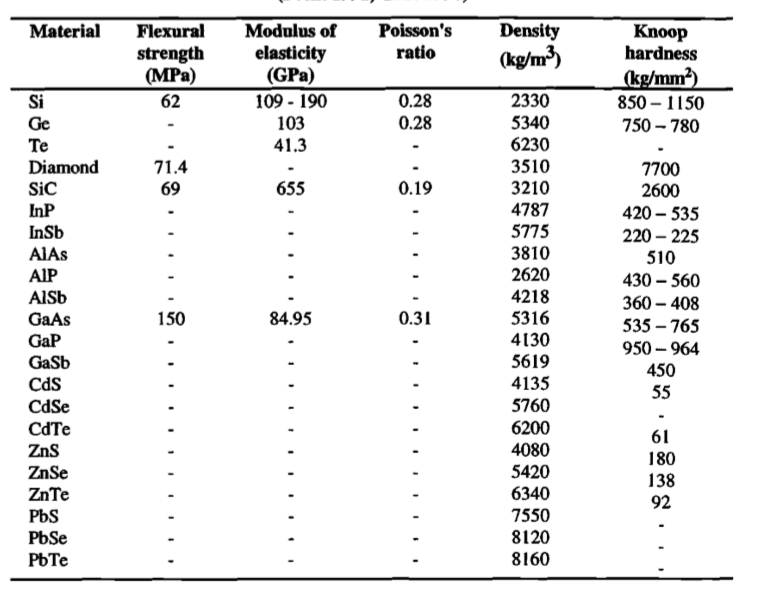 Material Flexural strength (MPa) Modulus of elasticity (GPa) Poisson's ratio Density (kg/m³) Knoop hardness (kg/mm²)
Si 62 109 - 190 0.28 2330 850 – 1150
Ge - 103 0.28 5340 750 – 780
Te - 41.3 - 6230 -
Diamond 71.4 - - 3510 7700
SiC 69 655 0.19 3210 2600
InP - - - 4787 420 – 535
InSb - - - 5775 220 – 225
AlAs - - - 3810 510
AlP - - - 2620 430 – 560
AlSb - - - 4218 360 – 408
GaAs 150 84.95 0.31 5316 535 – 765
GaP - - - 4130 950 – 964
GaSb - - - 5619 450
CdS - - - 4135 55
CdSe - - - 5760 -
CdTe - - - 6200 61
ZnS - - - 4080 180
ZnSe - - - 5420 138
ZnTe - - - 6340 92
PbS - - - 7550 -
PbSe - - - 8120 -
PbTe - - - 8160 -